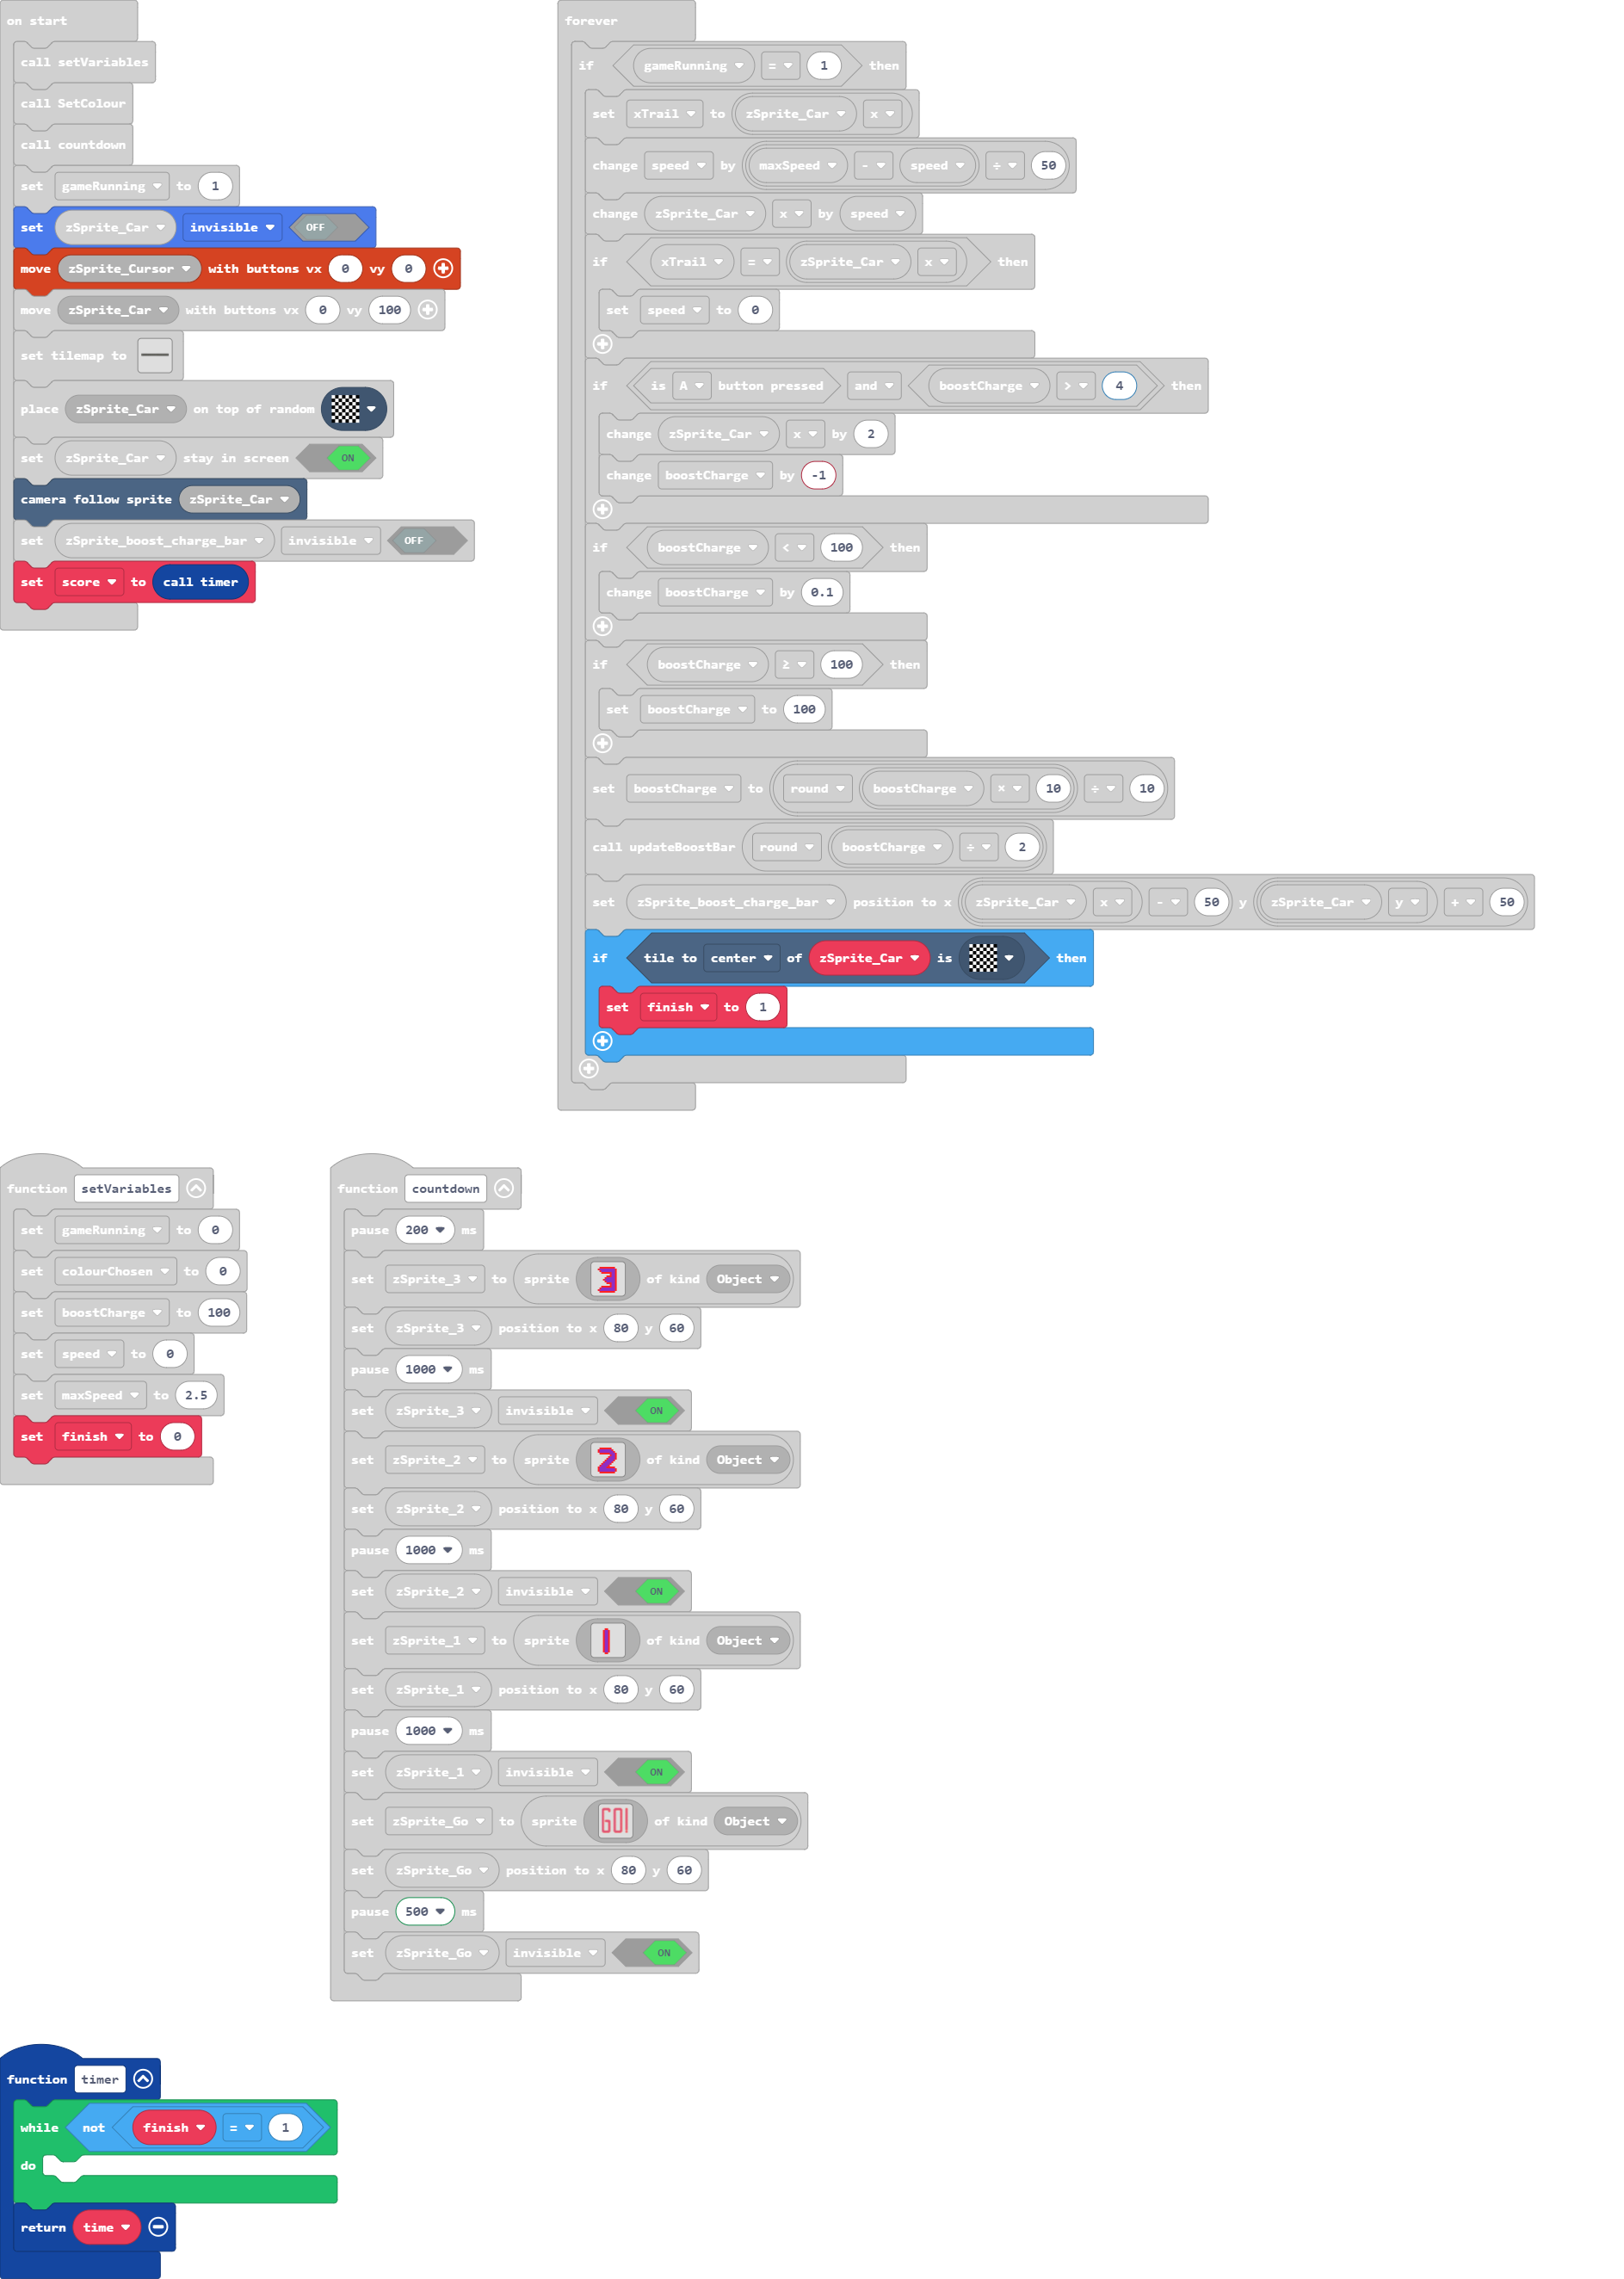 on start
call setVariables
call SetColour
call countdown
set gameRunning to 1
set zSprite_Car invisible OFF
move zSprite_Cursor with buttons vx 0 vy 0
move zSprite_Car with buttons vx 0 vy 100
set tilemap to
place zSprite_Car on top of random
set zSprite_Car stay in screen ON
camera follow sprite zSprite_Car
set zSprite_boost_charge_bar invisible OFF
set score to call timer
forever
if gameRunning = 1 then
set xTrail to zSprite_Car x
change speed by maxSpeed - speed ÷ 50
change zSprite_Car x by speed
if xTrail = zSprite_Car x then
set speed to 0
if is A button pressed and boostCharge > 4 then
change zSprite_Car x by 2
change boostCharge by -1
if boostCharge < 100 then
change boostCharge by 0.1
if boostCharge ≥ 100 then
set boostCharge to 100
set boostCharge to round boostCharge × 10 ÷ 10
call updateBoostBar round boostCharge ÷ 2
set zSprite_boost_charge_bar position to x zSprite_Car x - 50 y zSprite_Car y + 50
if tile to center of zSprite_Car is then
set finish to 1
function setVariables
set gameRunning to 0
set colourChosen to 0
set boostCharge to 100
set speed to 0
set maxSpeed to 2.5
set finish to 0
function countdown
pause 200 ms
set zSprite_3 to sprite 3 of kind Object
set zSprite_3 position to x 80 y 60
pause 1000 ms
set zSprite_3 invisible ON
set zSprite_2 to sprite 2 of kind Object
set zSprite_2 position to x 80 y 60
pause 1000 ms
set zSprite_2 invisible ON
set zSprite_1 to sprite 1 of kind Object
set zSprite_1 position to x 80 y 60
pause 1000 ms
set zSprite_1 invisible ON
set zSprite_Go to sprite GO! of kind Object
set zSprite_Go position to x 80 y 60
pause 500 ms
set zSprite_Go invisible ON
function timer
while not finish = 1
do
return time